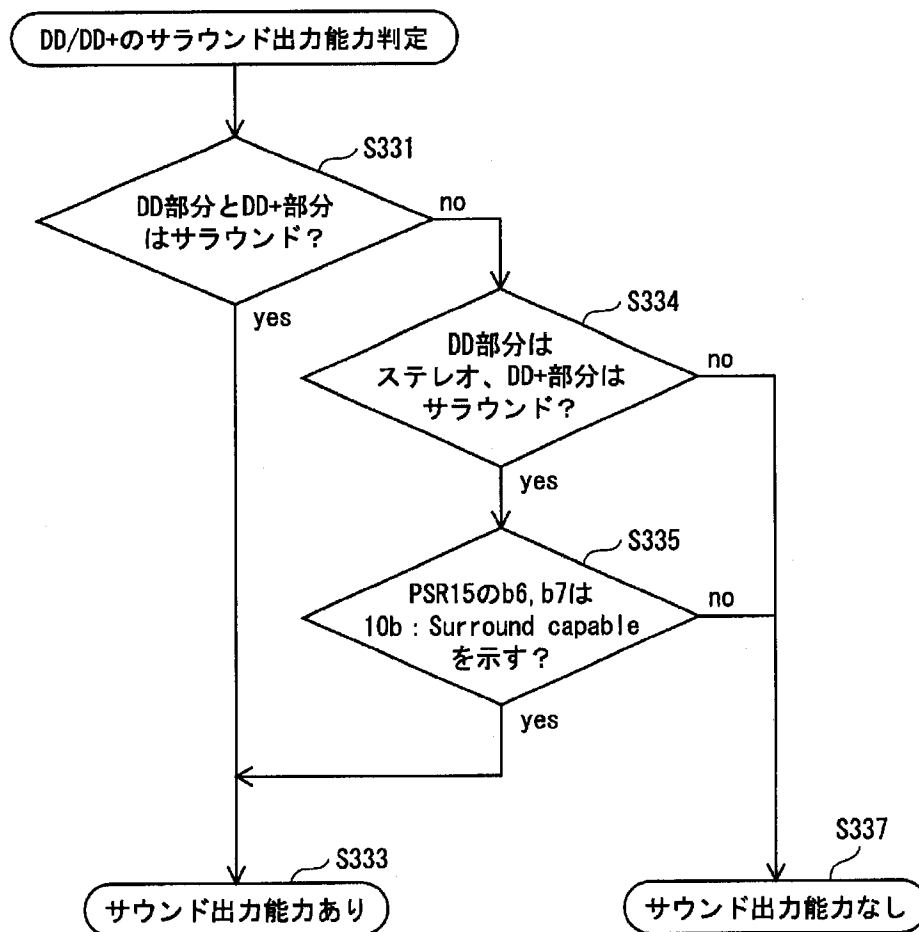 DD/DD+のサラウンド出力能力判定
S331
DD部分とDD+部分
はサラウンド？
no
yes
S334
DD部分は
ステレオ、DD+部分は
サラウンド？
no
yes
S335
PSR15のb6,b7は
10b：Surround capable
を示す？
no
yes
S333
サウンド出力能力あり
S337
サウンド出力能力なし